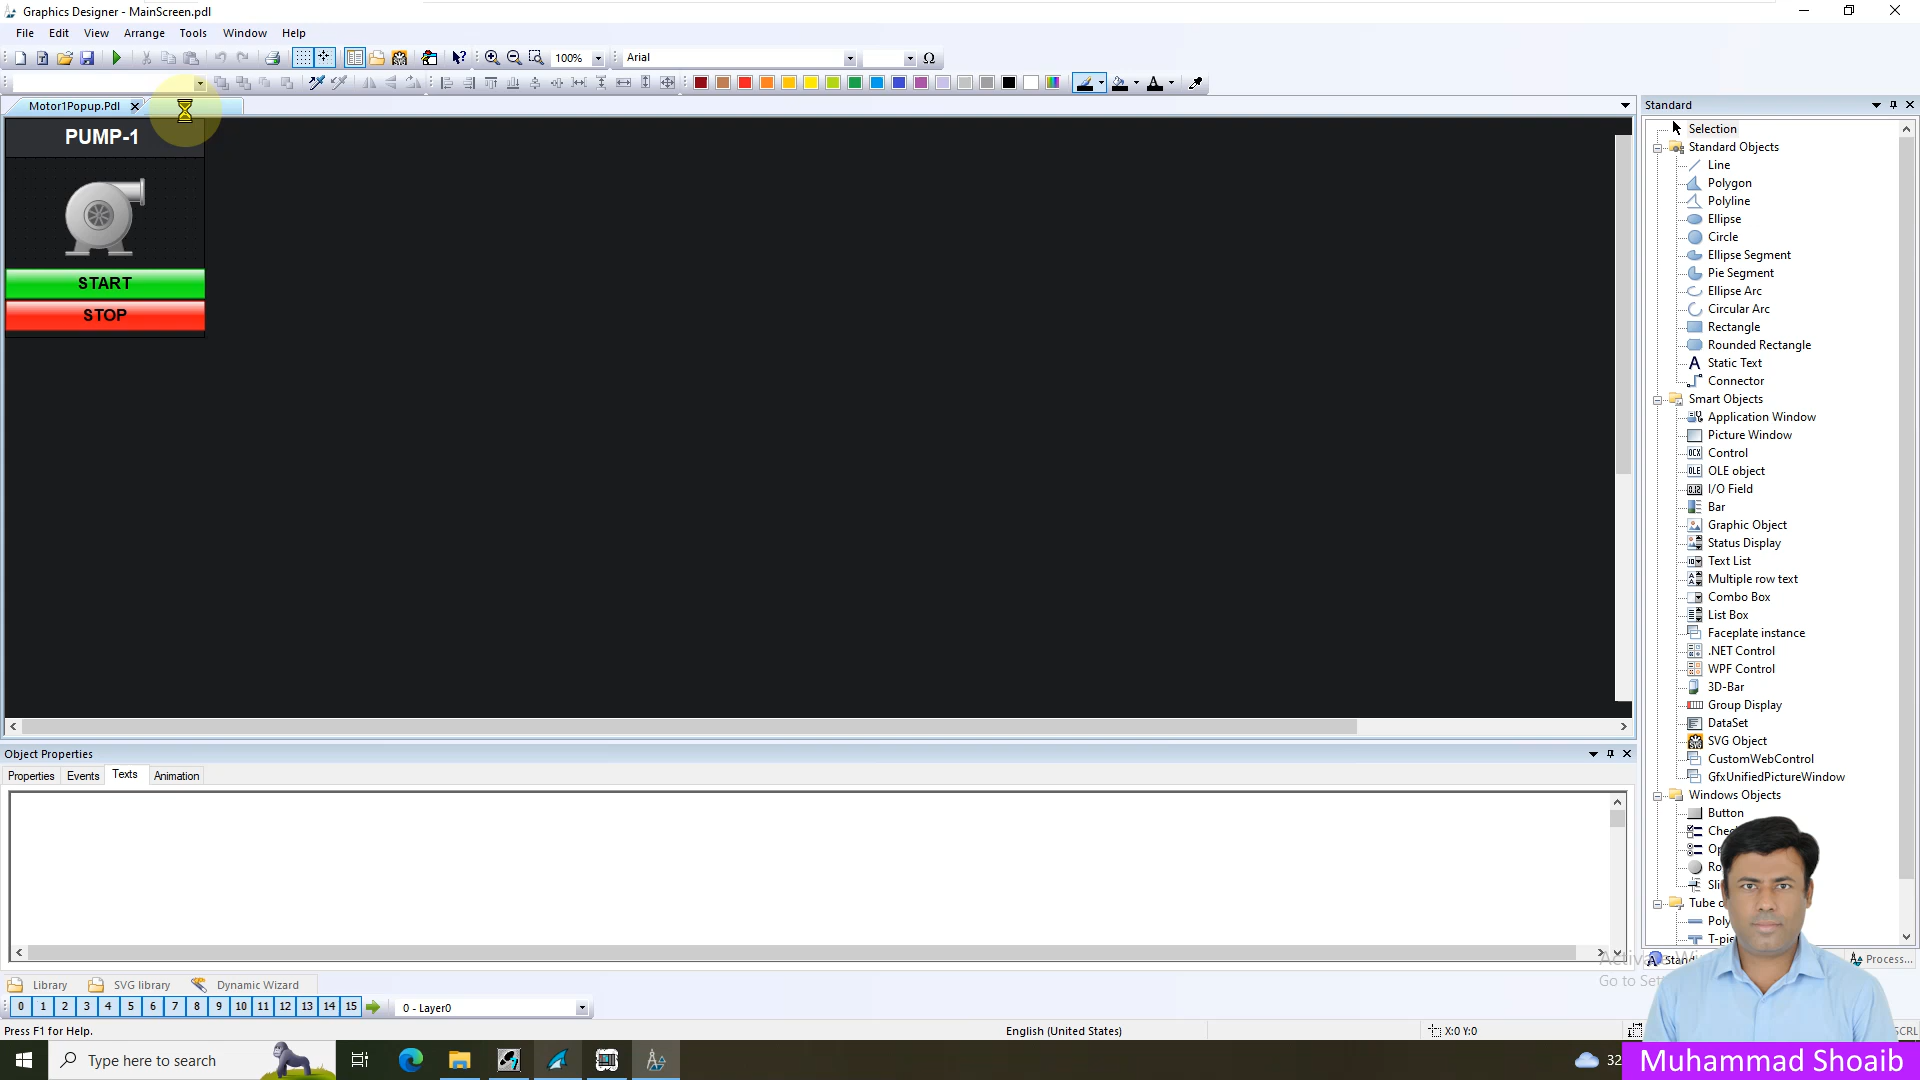 Graphics Designer - MainScreen.pdl
File Edit View Arrange Tools Window Help
100% Arial
Motor1Popup.Pdl
PUMP-1
START
STOP
Standard
Selection
Standard Objects
Line
Polygon
Polyline
Ellipse
Circle
Ellipse Segment
Pie Segment
Ellipse Arc
Circular Arc
Rectangle
Rounded Rectangle
Static Text
Connector
Smart Objects
Application Window
Picture Window
Control
OLE object
I/O Field
Bar
Graphic Object
Status Display
Text List
Multiple row text
Combo Box
List Box
Faceplate instance
.NET Control
WPF Control
3D-Bar
Group Display
DataSet
SVG Object
CustomWebControl
GfxUnifiedPictureWindow
Windows Objects
Button
Object Properties
Properties Events Texts Animation
Library SVG library Dynamic Wizard
Process...
0 1 2 3 4 5 6 7 8 9 10 11 12 13 14 15 0 - Layer0
Press F1 for Help. English (United States) X:0 Y:0
Type here to search
32
Muhammad Shoaib